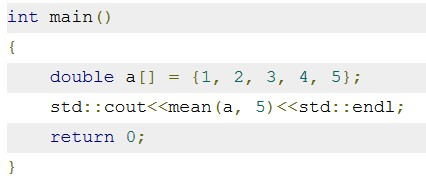 int main()
{
    double a[] = {1, 2, 3, 4, 5};
    std::cout<<mean(a, 5)<<std::endl;
    return 0;
}